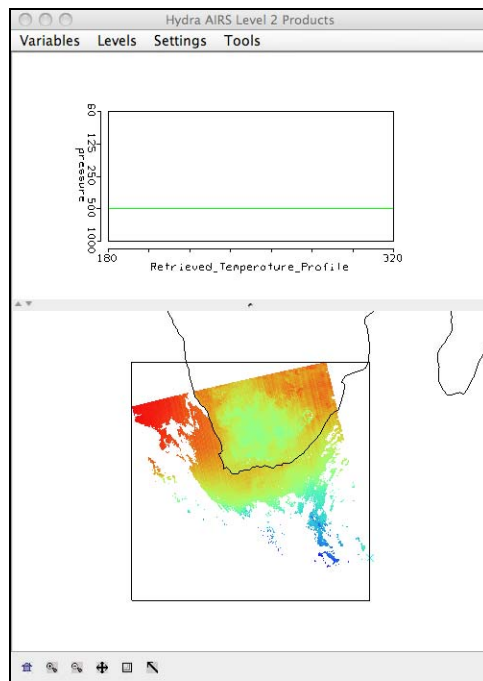 Hydra AIRS Level 2 Products
Variables Levels Settings Tools
60
125
250
500
1000
pressure
180
320
Retrieved_Temperature_Profile